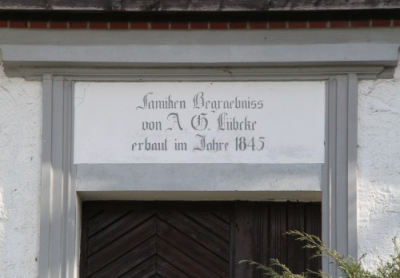 Familien Begraebniss
von A. G. Lübcke
erbaut im Jahre 1845